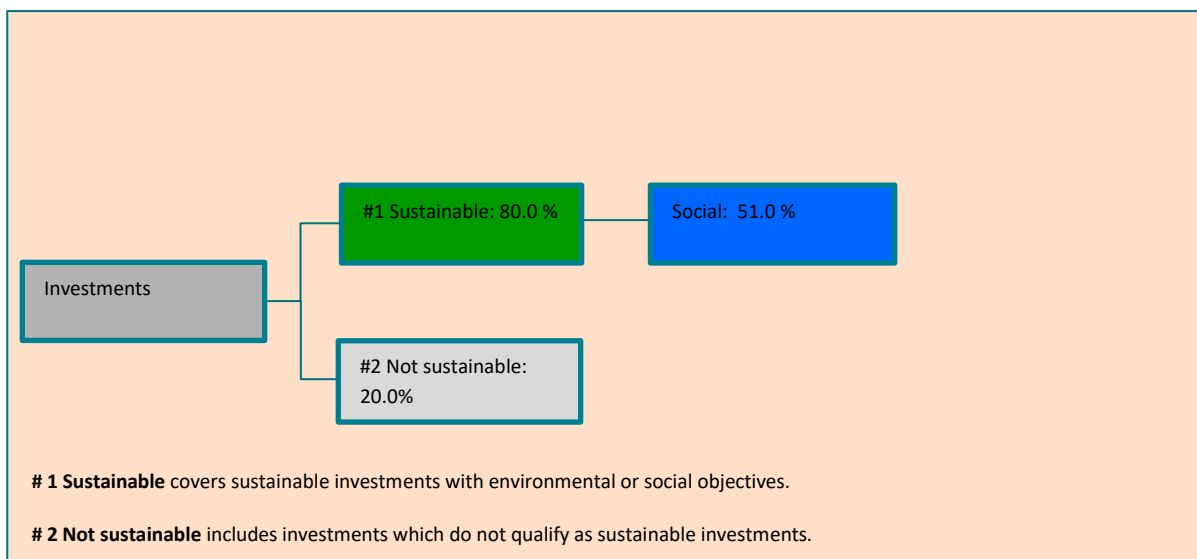 #1 Sustainable: 80.0 %
Social:  51.0 %
Investments
#2 Not sustainable:
20.0%
# 1 Sustainable covers sustainable investments with environmental or social objectives.
# 2 Not sustainable includes investments which do not qualify as sustainable investments.